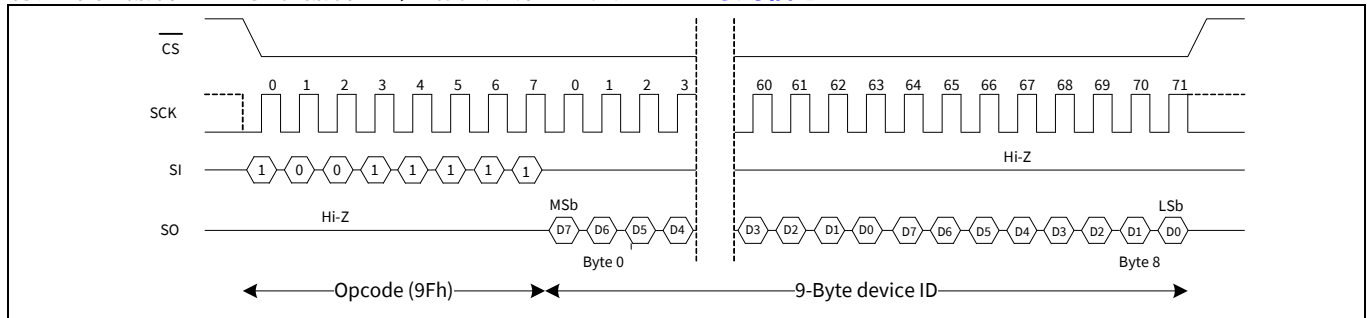 CS
0 1 2 3 4 5 6 7 0 1 2 3 60 61 62 63 64 65 66 67 68 69 70 71
SCK
Hi-Z
SI 1 0 0 1 1 1 1 1
MSb LSb
Hi-Z
SO D7 D6 D5 D4 D3 D2 D1 D0 D7 D6 D5 D4 D3 D2 D1 D0
Byte 0 Byte 8
Opcode (9Fh) 9-Byte device ID